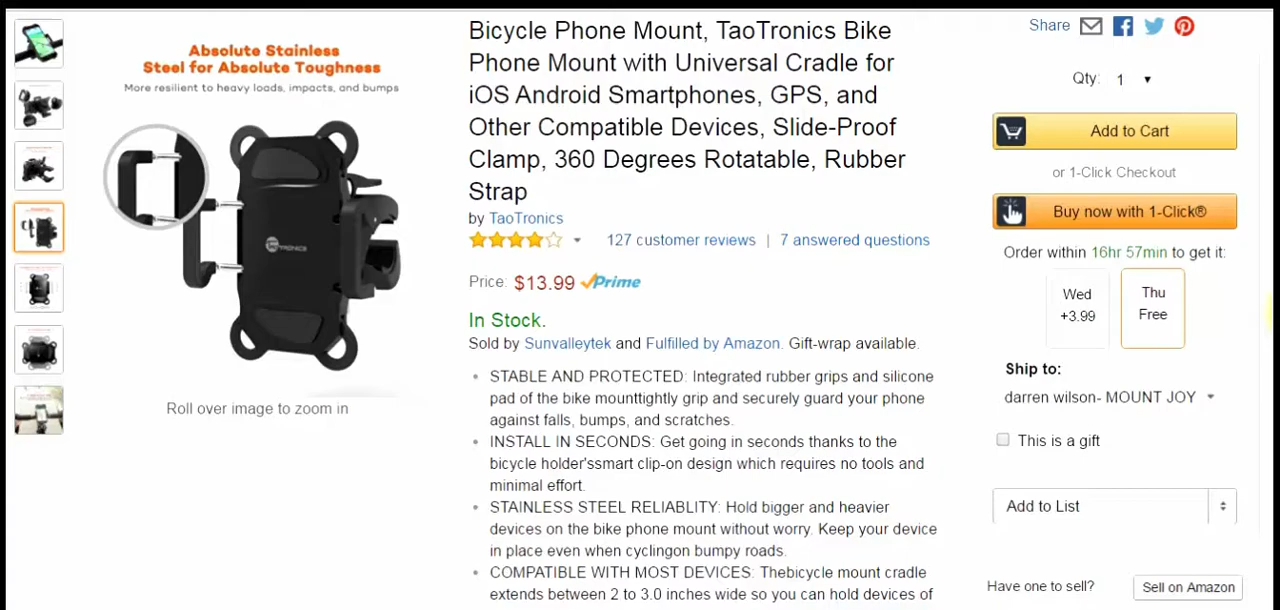 Absolute Stainless
Steel for Absolute Toughness
More resilient to heavy loads, impacts, and bumps
TAOTRONICS
Roll over image to zoom in
Bicycle Phone Mount, TaoTronics Bike
Phone Mount with Universal Cradle for
iOS Android Smartphones, GPS, and
Other Compatible Devices, Slide-Proof
Clamp, 360 Degrees Rotatable, Rubber
Strap
by TaoTronics
127 customer reviews | 7 answered questions
Price: $13.99 Prime
In Stock.
Sold by Sunvalleytek and Fulfilled by Amazon. Gift-wrap available.
• STABLE AND PROTECTED: Integrated rubber grips and silicone
pad of the bike mounttightly grip and securely guard your phone
against falls, bumps, and scratches.
• INSTALL IN SECONDS: Get going in seconds thanks to the
bicycle holder'ssmart clip-on design which requires no tools and
minimal effort.
• STAINLESS STEEL RELIABLITY: Hold bigger and heavier
devices on the bike phone mount without worry. Keep your device
in place even when cyclingon bumpy roads.
• COMPATIBLE WITH MOST DEVICES: Thebicycle mount cradle
extends between 2 to 3.0 inches wide so you can hold devices of
Share
Qty: 1
Add to Cart
or 1-Click Checkout
Buy now with 1-Click®
Order within 16hr 57min to get it:
Wed
+3.99
Thu
Free
Ship to:
darren wilson- MOUNT JOY
This is a gift
Add to List
Have one to sell?
Sell on Amazon